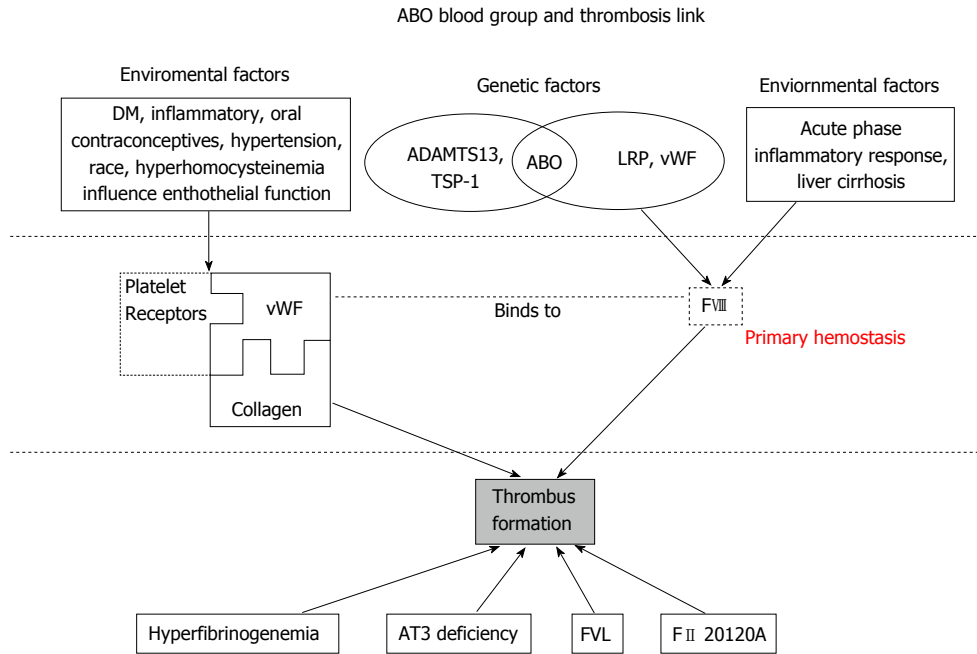 ABO blood group and thrombosis link
Enviromental factors
Genetic factors
Enviornmental factors
DM, inflammatory, oral
contraconceptives, hypertension,
race, hyperhomocysteinemia
influence enthothelial function
ADAMTS13,
TSP-1
ABO
LRP, vWF
Acute phase
inflammatory response,
liver cirrhosis
Platelet
Receptors
vWF
Collagen
Binds to
FⅧ
Primary hemostasis
Thrombus
formation
Hyperfibrinogenemia
AT3 deficiency
FVL
FⅡ 20120A